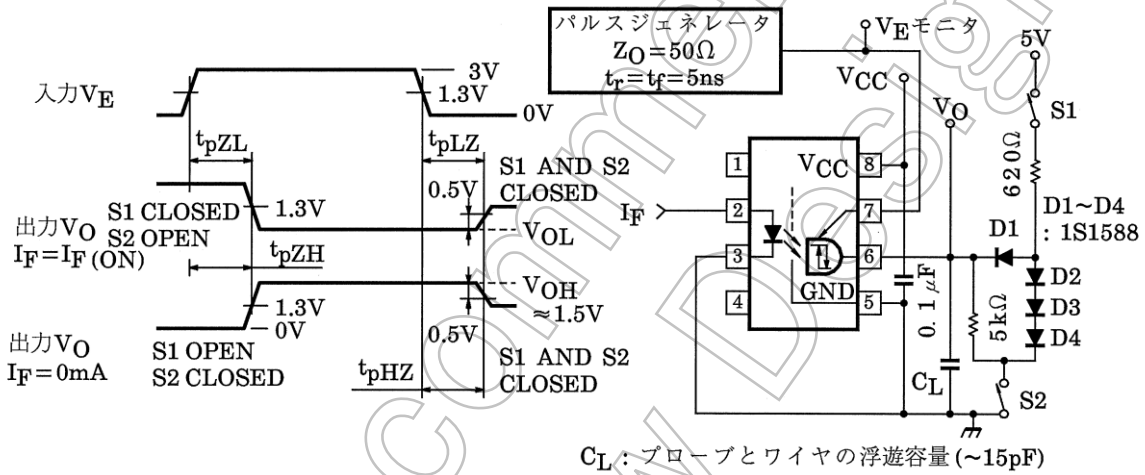 入力VE
3V
1.3V
0V
tpZL
tpLZ
S1 CLOSED
S2 OPEN
1.3V
0.5V
S1 AND S2
CLOSED
VOL
出力VO
IF=IF(ON)
tpZH
VOH
≈1.5V
1.3V
0V
0.5V
出力VO
IF=0mA
S1 OPEN
S2 CLOSED
tpHZ
S1 AND S2
CLOSED
パルスジェネレータ
ZO=50Ω
tr=tf=5ns
VEモニタ
VCC
VO
5V
S1
620Ω
1
2
3
4
VCC
GND
8
7
6
5
IF
0.1μF
D1~D4
: 1S1588
D1
D2
D3
D4
5kΩ
CL
S2
CL : プローブとワイヤの浮遊容量 (~15pF)
comme
Desig